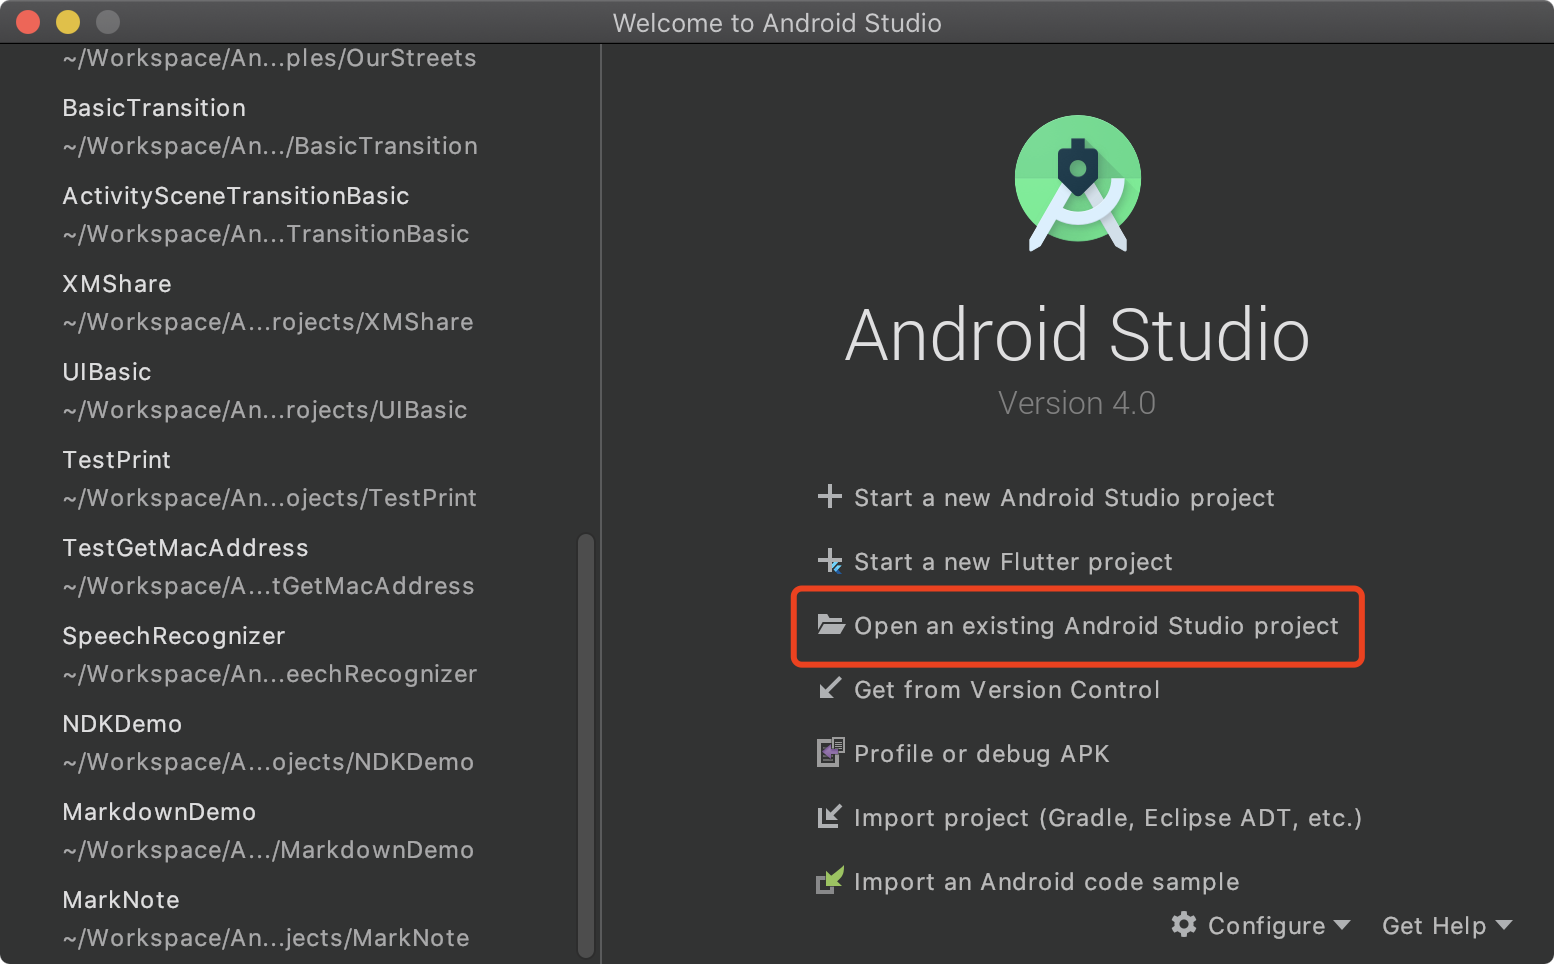 Welcome to Android Studio
~/Workspace/An...ples/OurStreets
BasicTransition
~/Workspace/An.../BasicTransition
ActivitySceneTransitionBasic
~/Workspace/An...TransitionBasic
XMShare
~/Workspace/A...rojects/XMShare
UIBasic
~/Workspace/An...rojects/UIBasic
TestPrint
~/Workspace/An...ojects/TestPrint
TestGetMacAddress
~/Workspace/A...tGetMacAddress
SpeechRecognizer
~/Workspace/An...eechRecognizer
NDKDemo
~/Workspace/A...ojects/NDKDemo
MarkdownDemo
~/Workspace/A.../MarkdownDemo
MarkNote
~/Workspace/An...jects/MarkNote
Android Studio
Version 4.0
Start a new Android Studio project
Start a new Flutter project
Open an existing Android Studio project
Get from Version Control
Profile or debug APK
Import project (Gradle, Eclipse ADT, etc.)
Import an Android code sample
Configure
Get Help